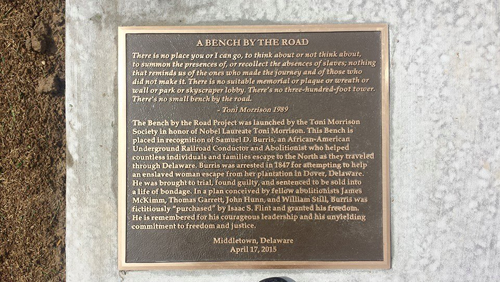 A BENCH BY THE ROAD
There is no place you or I can go, to think about or not think about,
to summon the presences of, or recollect the absences of slaves; nothing
that reminds us of the ones who made the journey and of those who
did not make it. There is no suitable memorial or plaque or wreath or
wall or park or skyscraper lobby. There's no three-hundred-foot tower.
There's no small bench by the road.
- Toni Morrison 1989
The Bench by the Road Project was launched by the Toni Morrison
Society in honor of Nobel Laureate Toni Morrison. This Bench is
placed in recognition of Samuel D. Burris, an African-American
Underground Railroad Conductor and Abolitionist who helped
countless individuals and families escape to the North as they traveled
through Delaware. Burris was arrested in 1847 for attempting to help
an enslaved woman escape from her plantation in Dover, Delaware.
He was brought to trial, found guilty, and sentenced to be sold into
a life of bondage. In a plan conceived by fellow abolitionists James
McKimm, Thomas Garrett, John Hunn, and William Still, Burris was
fictitiously "purchased" by Isaac S. Flint and granted his freedom.
He is remembered for his courageous leadership and his unyielding
commitment to freedom and justice.
Middletown, Delaware
April 17, 2015